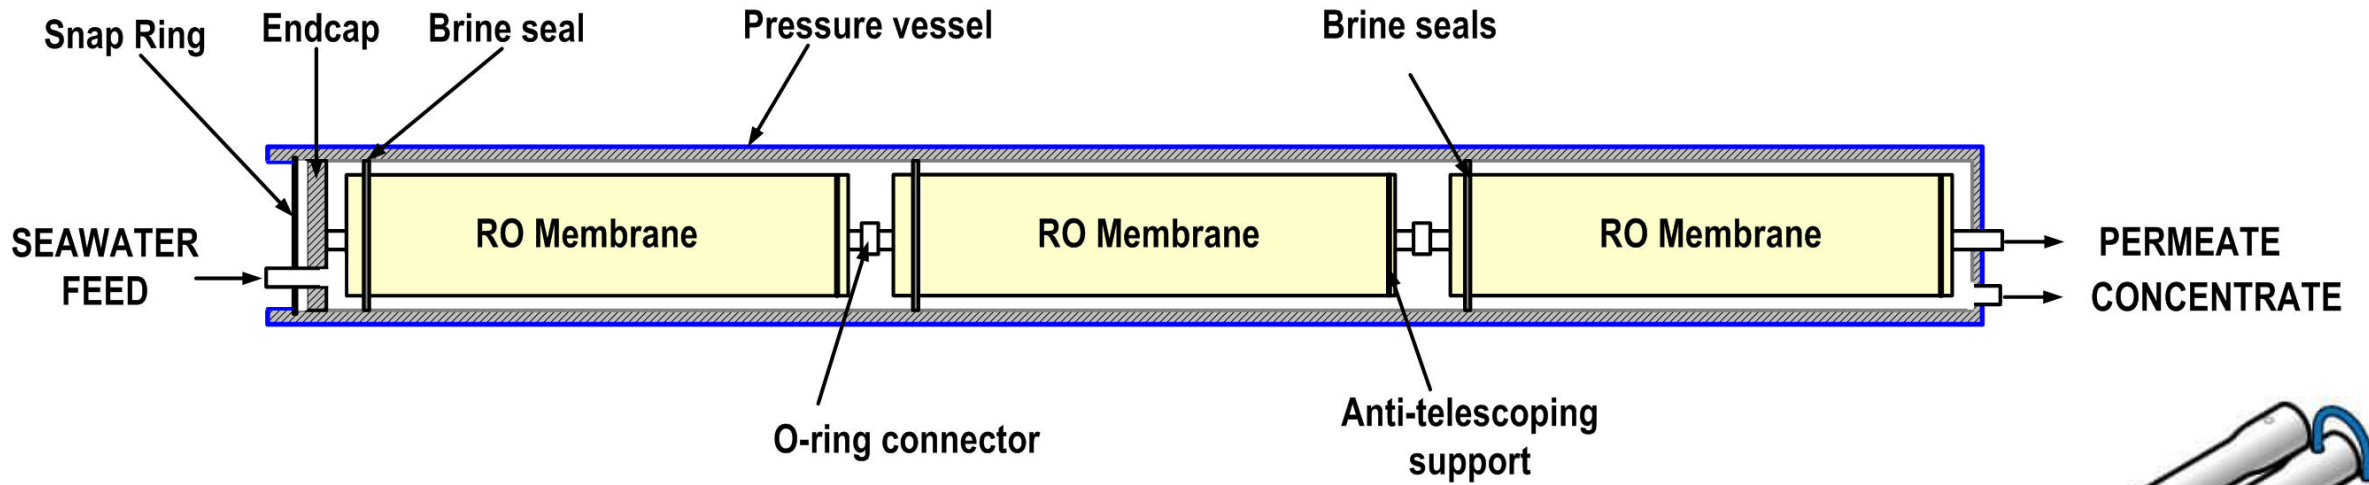 Snap Ring
Endcap
Brine seal
Pressure vessel
Brine seals
SEAWATER
FEED
RO Membrane
RO Membrane
RO Membrane
PERMEATE
CONCENTRATE
O-ring connector
Anti-telescoping
support